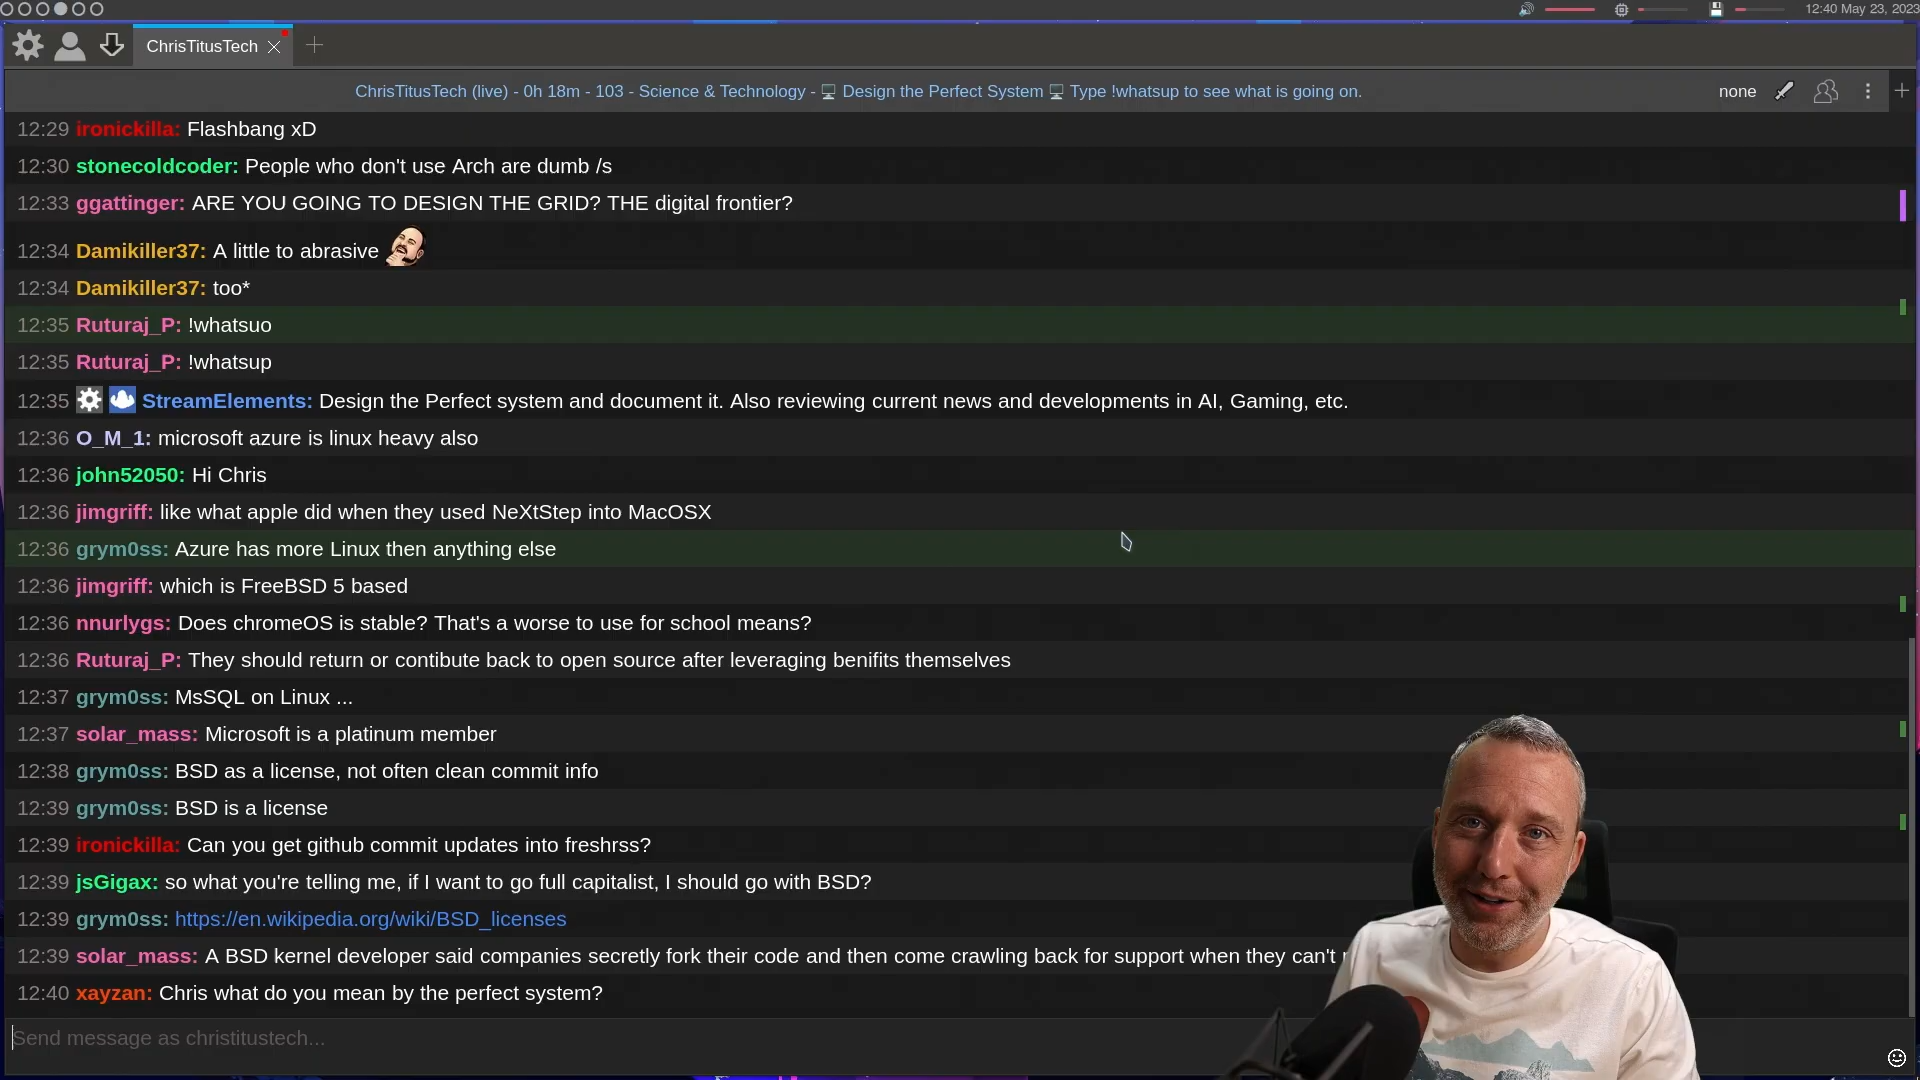 12:40 May 23, 2023
ChrisTitusTech
ChrisTitusTech (live) - 0h 18m - 103 - Science & Technology - 🖥️ Design the Perfect System 🖥️ Type !whatsup to see what is going on.
none
12:29 ironickilla: Flashbang xD
12:30 stonecoldcoder: People who don't use Arch are dumb /s
12:33 ggattinger: ARE YOU GOING TO DESIGN THE GRID? THE digital frontier?
12:34 Damikiller37: A little to abrasive
12:34 Damikiller37: too*
12:35 Ruturaj_P: !whatsuo
12:35 Ruturaj_P: !whatsup
12:35 StreamElements: Design the Perfect system and document it. Also reviewing current news and developments in AI, Gaming, etc.
12:36 O_M_1: microsoft azure is linux heavy also
12:36 john52050: Hi Chris
12:36 jimgriff: like what apple did when they used NeXtStep into MacOSX
12:36 grym0ss: Azure has more Linux then anything else
12:36 jimgriff: which is FreeBSD 5 based
12:36 nnurlygs: Does chromeOS is stable? That's a worse to use for school means?
12:36 Ruturaj_P: They should return or contibute back to open source after leveraging benifits themselves
12:37 grym0ss: MsSQL on Linux ...
12:37 solar_mass: Microsoft is a platinum member
12:38 grym0ss: BSD as a license, not often clean commit info
12:39 grym0ss: BSD is a license
12:39 ironickilla: Can you get github commit updates into freshrss?
12:39 jsGigax: so what you're telling me, if I want to go full capitalist, I should go with BSD?
12:39 grym0ss: https://en.wikipedia.org/wiki/BSD_licenses
12:39 solar_mass: A BSD kernel developer said companies secretly fork their code and then come crawling back for support when they can't
12:40 xayzan: Chris what do you mean by the perfect system?
Send message as christitustech...